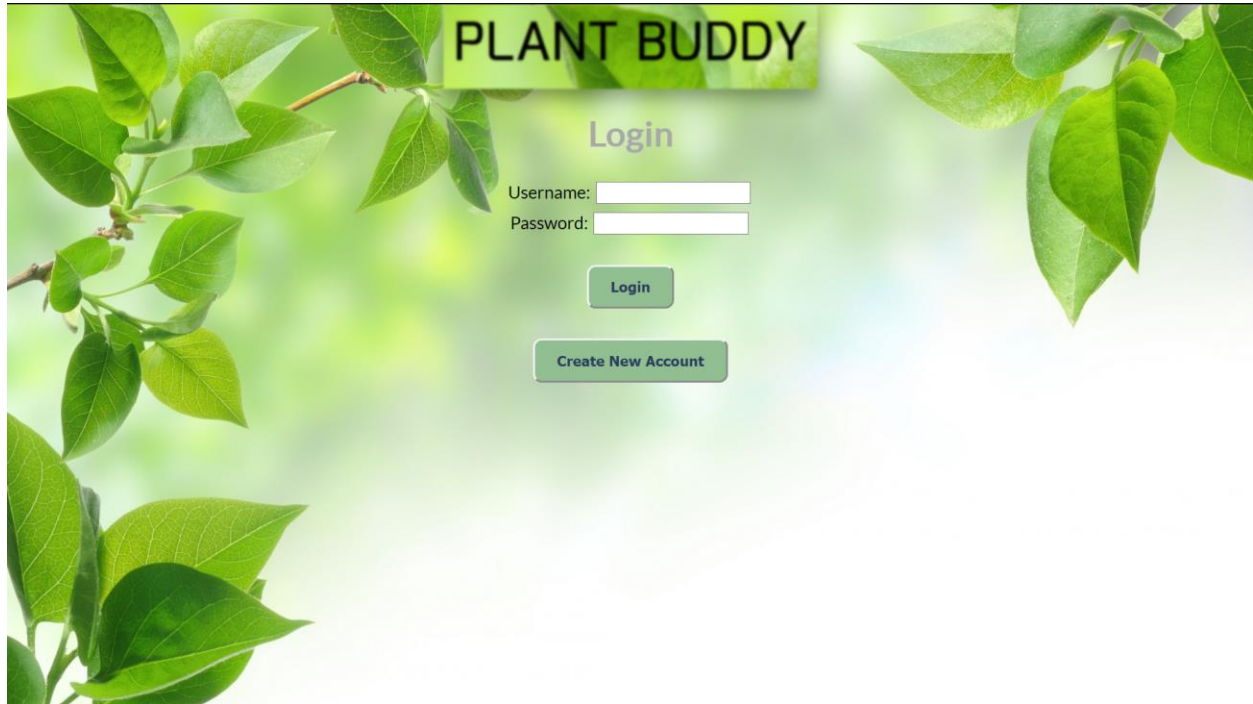 PLANT BUDDY
Login
Username:
Password:
Login
Create New Account